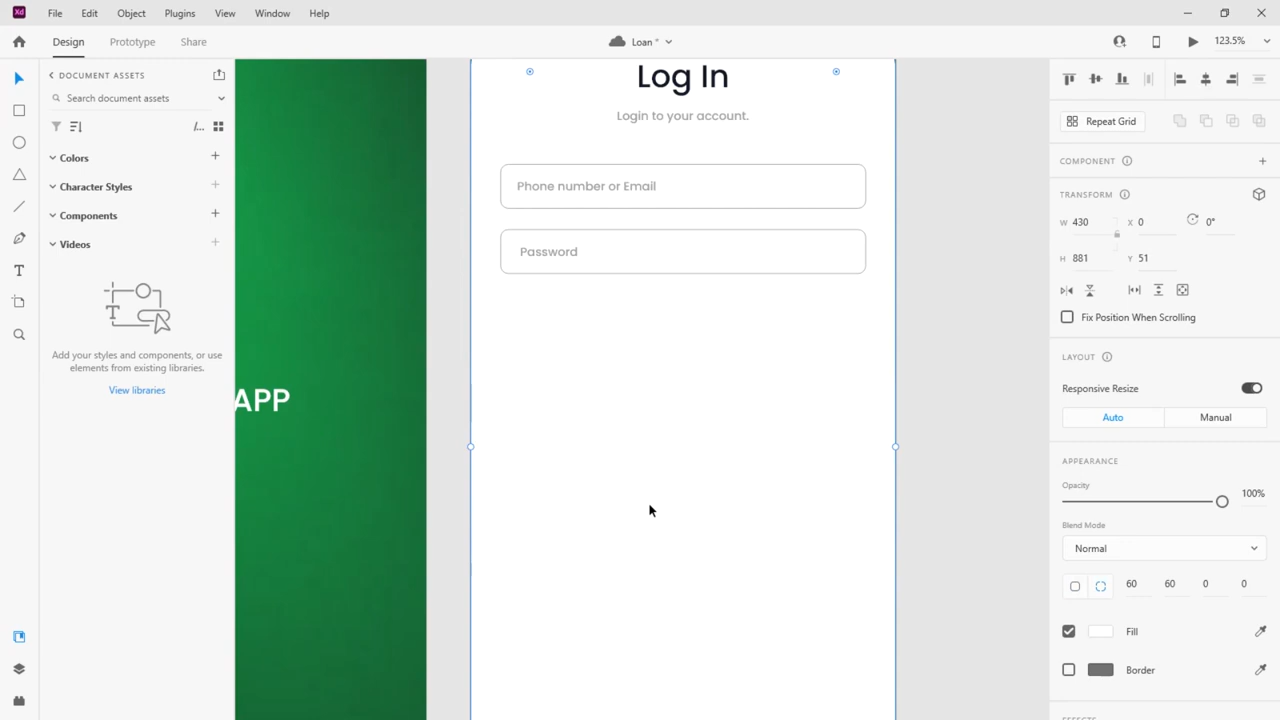 Xd File Edit Object Plugins View Window Help
Design Prototype Share Loan * 123.5%
DOCUMENT ASSETS
Search document assets
Colors
Character Styles
Components
Videos
Add your styles and components, or use
elements from existing libraries.
View libraries
APP
Log In
Login to your account.
Phone number or Email
Password
Repeat Grid
COMPONENT
TRANSFORM
W 430 X 0 0°
H 881 Y 51
Fix Position When Scrolling
LAYOUT
Responsive Resize
Auto Manual
APPEARANCE
Opacity
100%
Blend Mode
Normal
60 60 0 0
Fill
Border